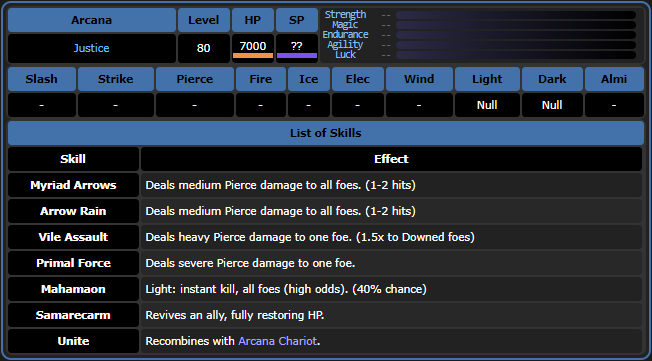 Arcana Level HP SP
Justice 80 7000 ??
Strength --
Magic --
Endurance --
Agility --
Luck --
Slash Strike Pierce Fire Ice Elec Wind Light Dark Almi
- - - - - - - Null Null -
List of Skills
Skill Effect
Myriad Arrows Deals medium Pierce damage to all foes. (1-2 hits)
Arrow Rain Deals medium Pierce damage to all foes. (1-2 hits)
Vile Assault Deals heavy Pierce damage to one foe. (1.5x to Downed foes)
Primal Force Deals severe Pierce damage to one foe.
Mahamaon Light: instant kill, all foes (high odds). (40% chance)
Samarecarm Revives an ally, fully restoring HP.
Unite Recombines with Arcana Chariot.